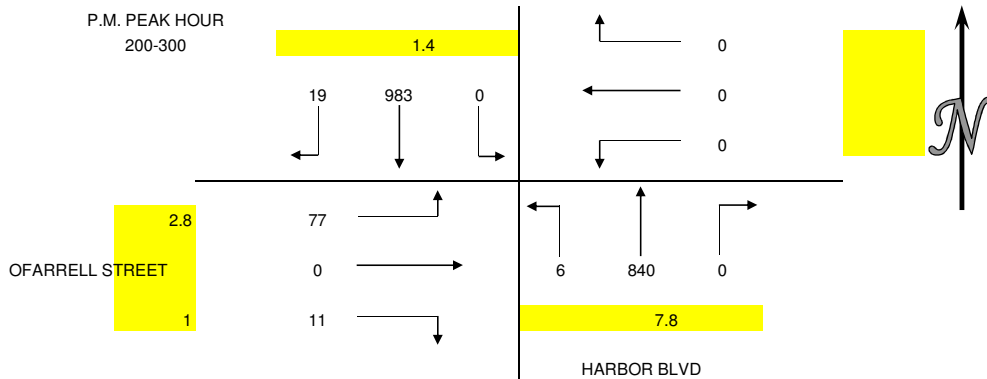 P.M. PEAK HOUR
200-300
1.4
0
19 983 0
0
0
N
2.8 77
OFARRELL STREET
0
6 840 0
1 11
7.8
HARBOR BLVD